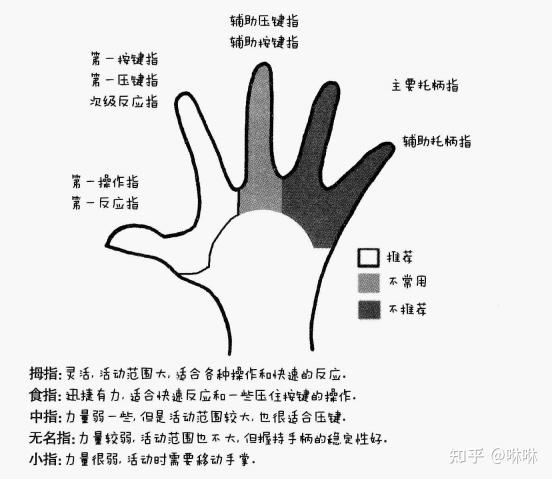 辅助压键指
辅助按键指
第一按键指
第一压键指
次级反应指
主要托柄指
辅助托柄指
第一操作指
第一反应指
推荐
不常用
不推荐
拇指:灵活,活动范围大,适合各种操作和快速的反应.
食指:迅捷有力,适合快速反应和一些压住按键的操作.
中指:力量弱一些,但是活动范围较大,也很适合压键.
无名指:力量较弱,活动范围也不大,但握持手柄的稳定性好.
小指:力量很弱,活动时需要移动手掌.
知乎 @咻咻